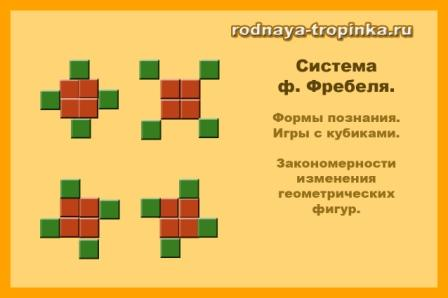 rodnaya-tropinka.ru
Система
ф. Фребеля.
Формы познания.
Игры с кубиками.
Закономерности
изменения
геометрических
фигур.